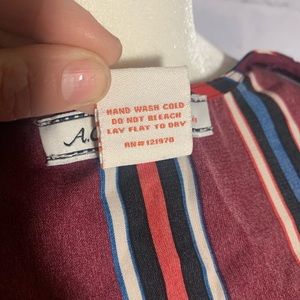 HAND WASH COLD
DO NOT BLEACH
LAY FLAT TO DRY
RN# 121970
A.